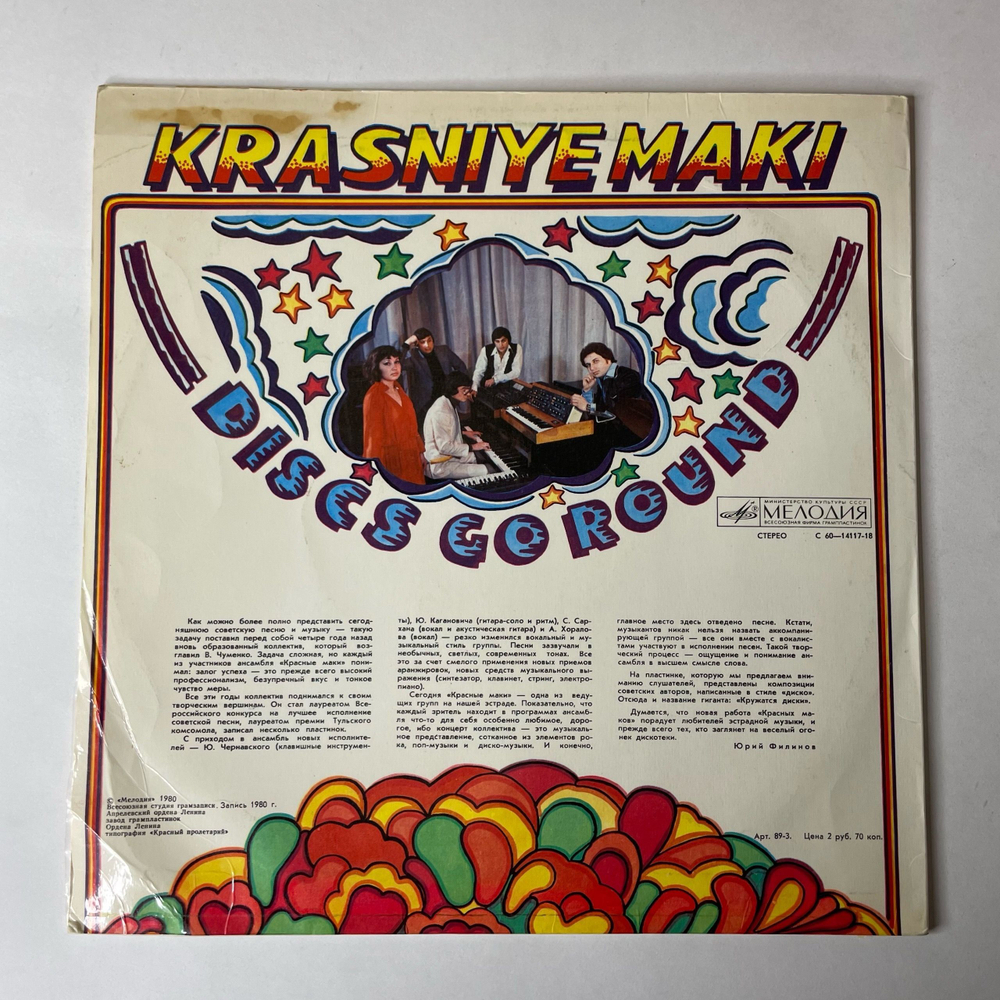 KRASNIYE MAKI
DISCS GO ROUND
МИНИСТЕРСТВО КУЛЬТУРЫ СССР
МЕЛОДИЯ
ВСЕСОЮЗНАЯ ФИРМА ГРАМПЛАСТИНОК
СТЕРЕО С 60—14117-18
Как можно более полно представить сегод-
няшнюю советскую песню и музыку — такую
задачу поставил перед собой четыре года назад
вновь образованный коллектив, который воз-
главил В. Чуменко. Задача сложная, но каждый
из участников ансамбля «Красные маки» пони-
мал: залог успеха — это прежде всего высокий
профессионализм, безупречный вкус и тонкое
чувство меры.
Все эти годы коллектив поднимался к своим
творческим вершинам. Он стал лауреатом Все-
российского конкурса на лучшее исполнение
советской песни, лауреатом премии Тульского
комсомола, записал несколько пластинок.
С приходом в ансамбль новых исполните-
лей — Ю. Чернавского (клавишные инструмен-
ты), Ю. Кагановича (гитара-соло и ритм), С. Сар-
хана (вокал и акустическая гитара) и А. Хорало-
ва (вокал) — резко изменился вокальный и му-
зыкальный стиль группы. Песни зазвучали в
необычных, светлых, современных тонах. Все
это за счет смелого применения новых приемов
аранжировок, новых средств музыкального вы-
ражения (синтезатор, клавинет, стринг, электро-
пиано).
Сегодня «Красные маки» — одна из веду-
щих групп на нашей эстраде. Показательно, что
каждый зритель находит в программах ансамб-
ля что-то для себя особенно любимое, доро-
гое, ибо концерт коллектива — это музыкаль-
ное представление, сотканное из элементов ро-
ка, поп-музыки и диско-музыки. И конечно,
главное место здесь отведено песне. Кстати,
музыкантов никак нельзя назвать аккомпани-
рующей группой — все они вместе с вокалис-
тами участвуют в исполнении песен. Такой твор-
ческий процесс — ощущение и понимание ан-
самбля в высшем смысле слова.
На пластинке, которую мы предлагаем вни-
манию слушателей, представлены композиции
советских авторов, написанные в стиле «диско».
Отсюда и название гиганта: «Кружатся диски».
Думается, что новая работа «Красных ма-
ков» порадует любителей эстрадной музыки, и
прежде всего тех, кто заглянет на веселый ого-
нек дискотеки.
Юрий Филинов
© «Мелодия» 1980
Всесоюзная студия грамзаписи. Запись 1980 г.
Апрелевский ордена Ленина
завод грампластинок
Ордена Ленина
типография «Красный пролетарий»
Арт. 89-3. Цена 2 руб. 70 коп.